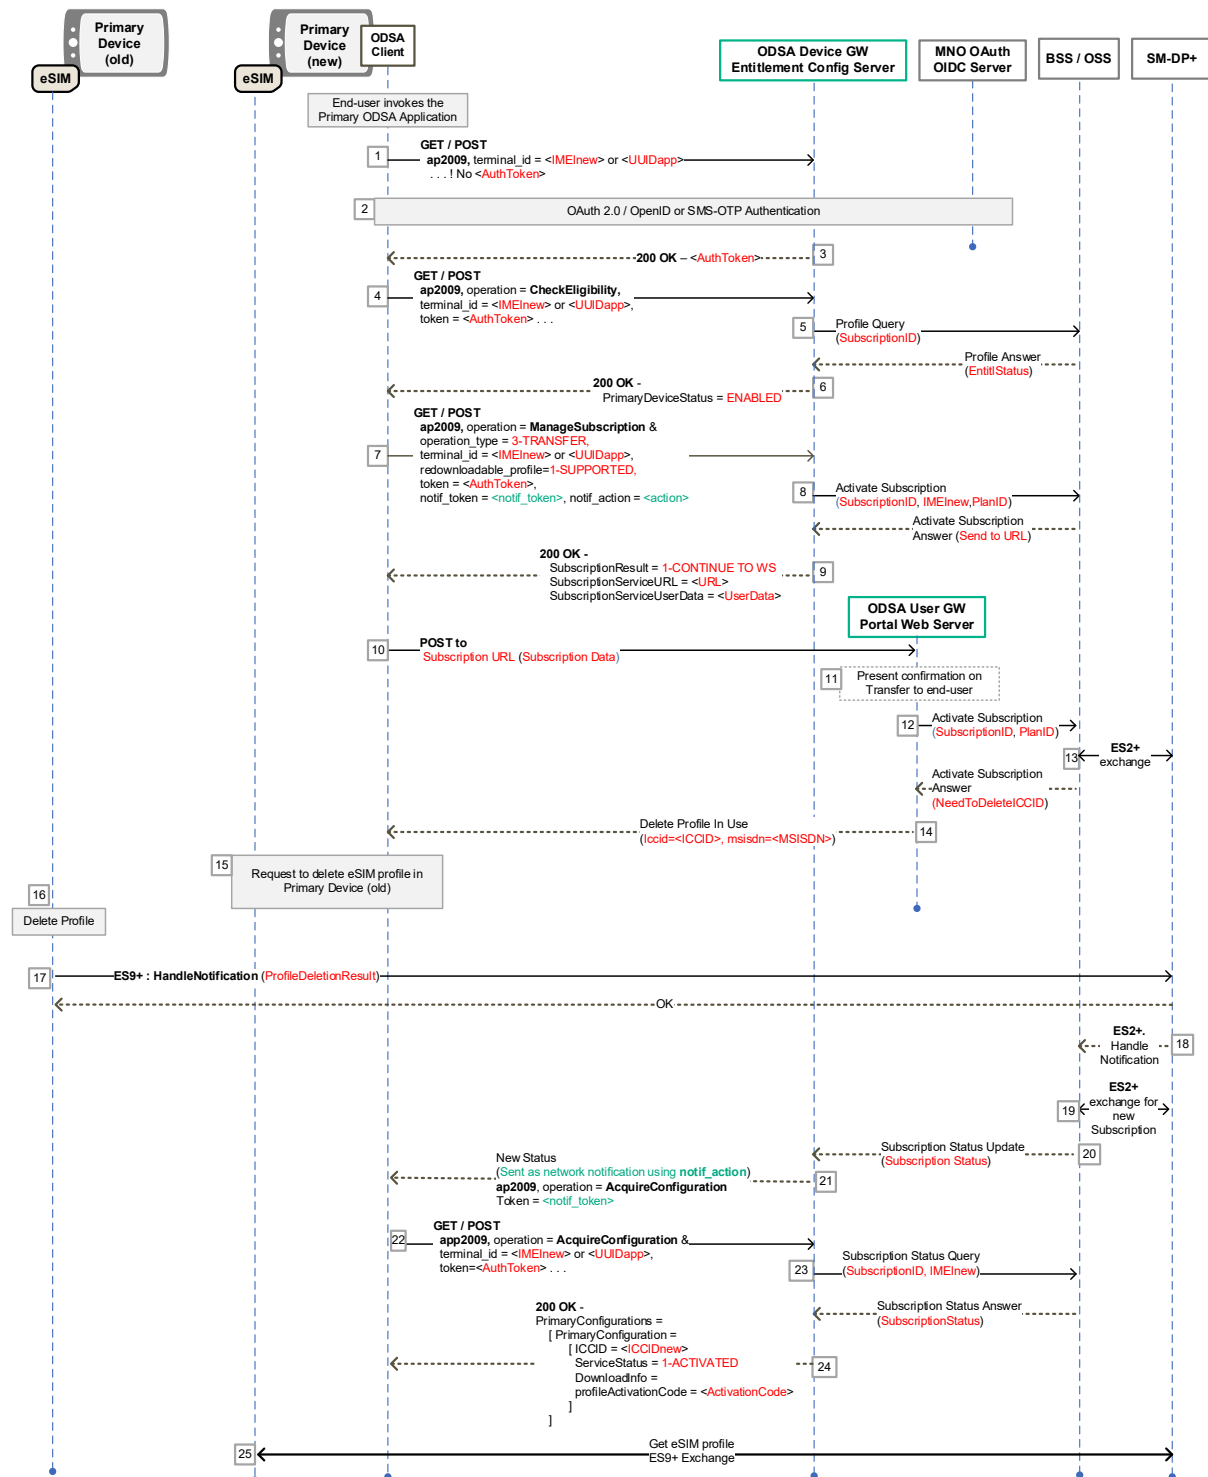 Primary
Device
(old)
eSIM
Primary
Device
(new)
eSIM
ODSA
Client
ODSA Device GW
Entitlement Config Server
MNO OAuth
OIDC Server
BSS / OSS
SM-DP+
End-user invokes the
Primary ODSA Application
1
GET / POST
ap2009, terminal_id = <IMEInew> or <UUIDapp>
. . . ! No <AuthToken>
2
OAuth 2.0 / OpenID or SMS-OTP Authentication
3
200 OK – <AuthToken>
4
GET / POST
ap2009, operation = CheckEligibility,
terminal_id = <IMEInew> or <UUIDapp>,
token = <AuthToken> . . .
5
Profile Query
(SubscriptionID)
Profile Answer
(EntitlStatus)
6
200 OK -
PrimaryDeviceStatus = ENABLED
7
GET / POST
ap2009, operation = ManageSubscription &
operation_type = 3-TRANSFER,
terminal_id = <IMEInew> or <UUIDapp>,
redownloadable_profile=1-SUPPORTED,
token = <AuthToken>,
notif_token = <notif_token>, notif_action = <action>
8
Activate Subscription
(SubscriptionID, IMEInew,PlanID)
Activate Subscription
Answer (Send to URL)
9
200 OK -
SubscriptionResult = 1-CONTINUE TO WS
SubscriptionServiceURL = <URL>
SubscriptionServiceUserData = <UserData>
ODSA User GW
Portal Web Server
10
POST to
Subscription URL (Subscription Data)
11
Present confirmation on
Transfer to end-user
12
Activate Subscription
(SubscriptionID, PlanID)
13
ES2+
exchange
Activate Subscription
Answer
(NeedToDeleteICCID)
14
Delete Profile In Use
(Iccid=<ICCID>, msisdn=<MSISDN>)
15
Request to delete eSIM profile in
Primary Device (old)
16
Delete Profile
17
ES9+ : HandleNotification (ProfileDeletionResult)
OK
18
ES2+.
Handle
Notification
19
ES2+
exchange for
new
Subscription
20
Subscription Status Update
(Subscription Status)
21
New Status
(Sent as network notification using notif_action)
ap2009, operation = AcquireConfiguration
Token = <notif_token>
22
GET / POST
app2009, operation = AcquireConfiguration &
terminal_id = <IMEInew> or <UUIDapp>,
token=<AuthToken> . . .
23
Subscription Status Query
(SubscriptionID, IMEInew)
Subscription Status Answer
(SubscriptionStatus)
24
200 OK -
PrimaryConfigurations =
[ PrimaryConfiguration =
[ ICCID = <ICCIDnew>
ServiceStatus = 1-ACTIVATED
DownloadInfo =
profileActivationCode = <ActivationCode>
]
]
25
Get eSIM profile
ES9+ Exchange